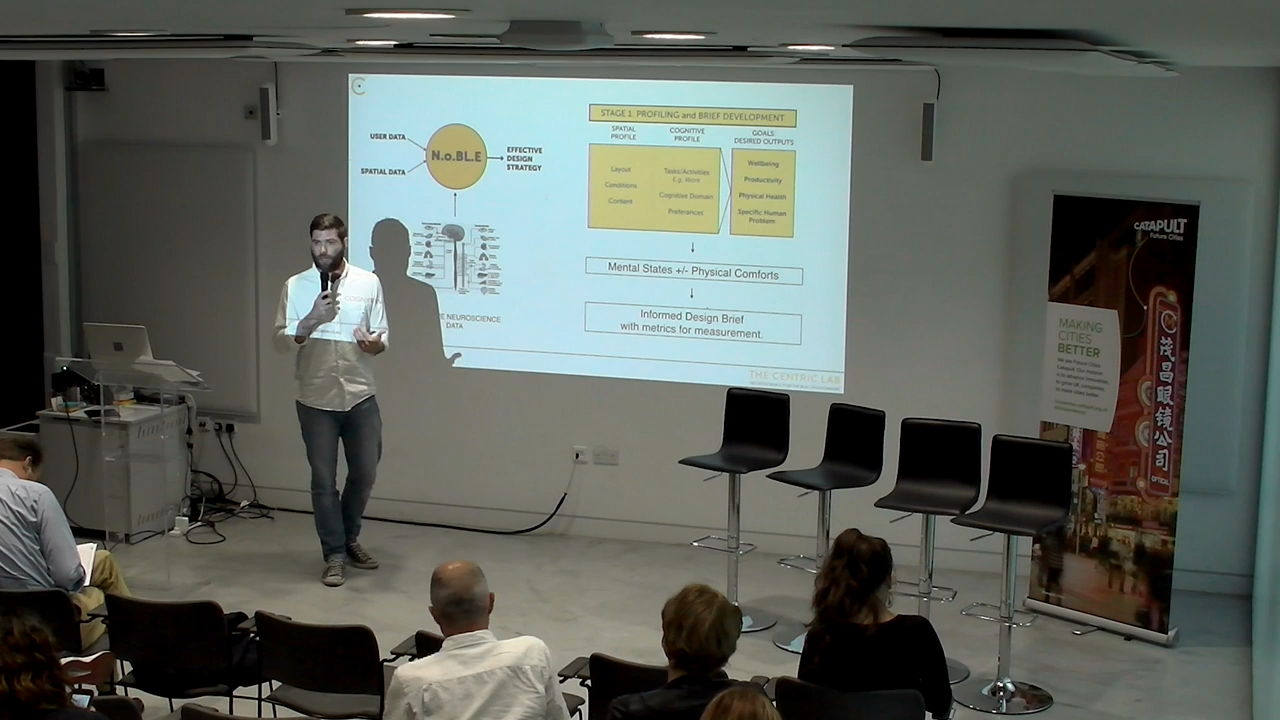 USER DATA
SPATIAL DATA
N.o.BL.E
EFFECTIVE
DESIGN
STRATEGY
E NEUROSCIENCE
DATA
STAGE 1: PROFILING and BRIEF DEVELOPMENT
SPATIAL
PROFILE
COGNITIVE
PROFILE
GOALS:
DESIRED OUTPUTS
Layout
Conditions
Content
Tasks/Activities
E.g. Work
Cognitive Domain
Preferances
Wellbeing
Productivity
Physical Health
Specific Human
Problem
Mental States +/- Physical Comforts
Informed Design Brief
with metrics for measurement.
THE CENTRIC LAB
CATAPULT
Future Cities
MAKING
CITIES
BETTER
茂昌眼镜公司
OPTICAL